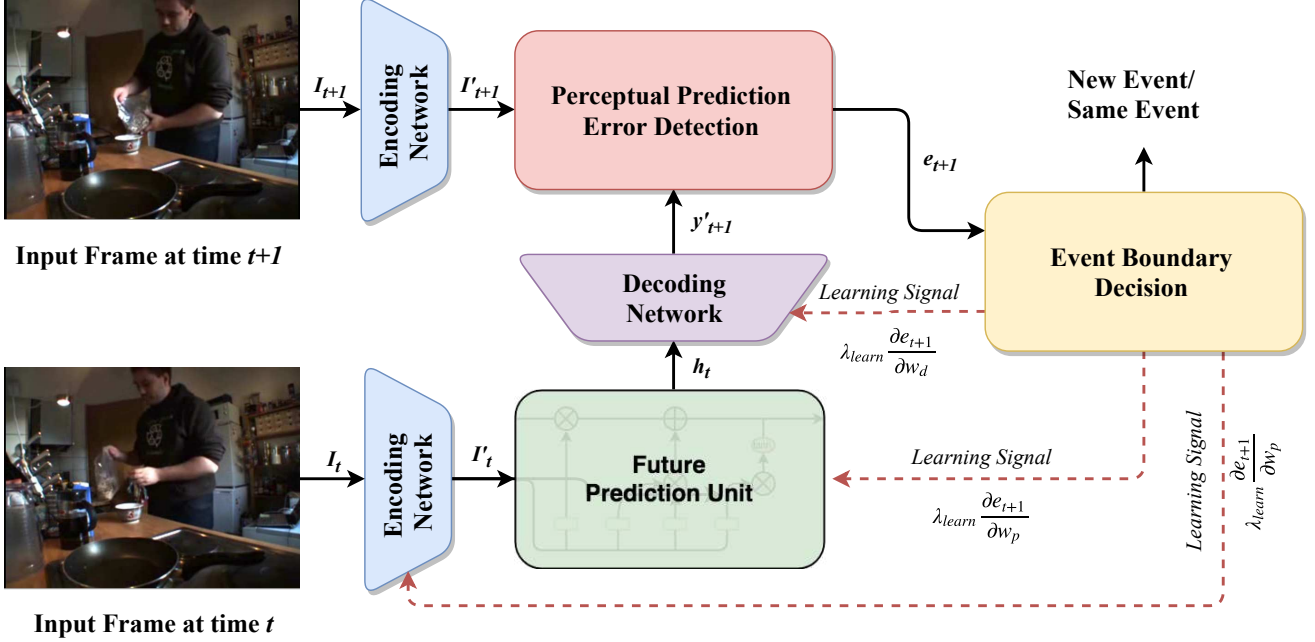 I_{t+1}
Encoding
Network
I'_{t+1}
Perceptual Prediction
Error Detection
e_{t+1}
New Event/
Same Event
Input Frame at time t+1
y'_{t+1}
Event Boundary
Decision
Decoding
Network
Learning Signal
λ_{learn} ∂e_{t+1}/∂w_d
h_t
I_t
Encoding
Network
I'_t
Future
Prediction Unit
Learning Signal
λ_{learn} ∂e_{t+1}/∂w_p
Learning Signal
λ_{learn} ∂e_{t+1}/∂w_p
Input Frame at time t